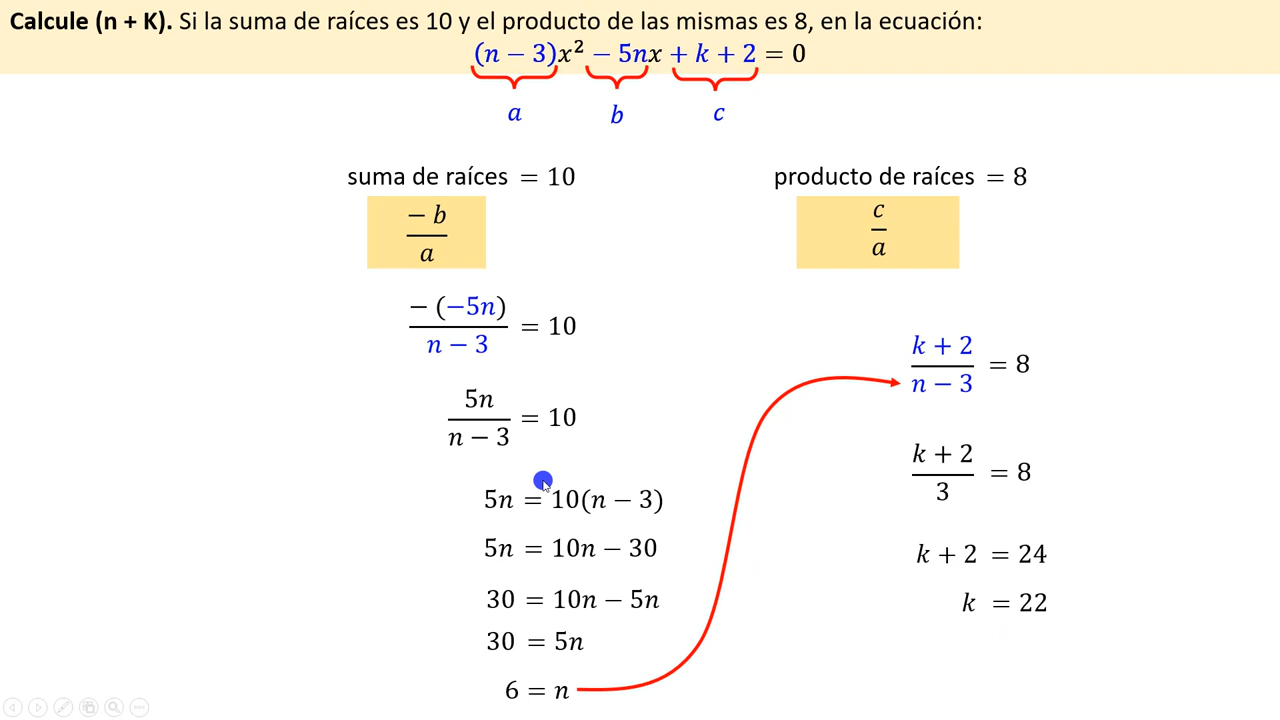 Calcule (n + K). Si la suma de raíces es 10 y el producto de las mismas es 8, en la ecuación:
(n − 3)x² − 5nx + k + 2 = 0
a b c
suma de raíces = 10
−b/a
−(−5n)/(n − 3) = 10
5n/(n − 3) = 10
5n = 10(n − 3)
5n = 10n − 30
30 = 10n − 5n
30 = 5n
6 = n
producto de raíces = 8
c/a
(k + 2)/(n − 3) = 8
(k + 2)/3 = 8
k + 2 = 24
k = 22